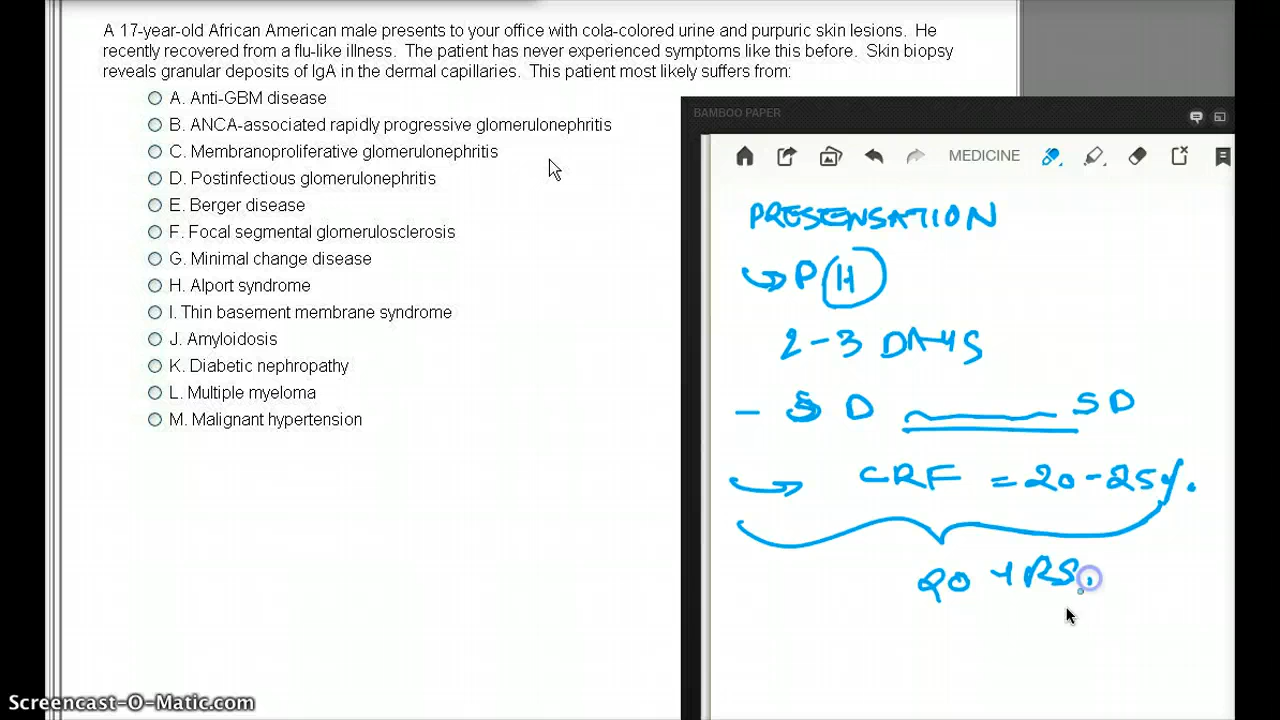 A 17-year-old African American male presents to your office with cola-colored urine and purpuric skin lesions. He
recently recovered from a flu-like illness. The patient has never experienced symptoms like this before. Skin biopsy
reveals granular deposits of IgA in the dermal capillaries. This patient most likely suffers from:
A. Anti-GBM disease
B. ANCA-associated rapidly progressive glomerulonephritis
C. Membranoproliferative glomerulonephritis
D. Postinfectious glomerulonephritis
E. Berger disease
F. Focal segmental glomerulosclerosis
G. Minimal change disease
H. Alport syndrome
I. Thin basement membrane syndrome
J. Amyloidosis
K. Diabetic nephropathy
L. Multiple myeloma
M. Malignant hypertension
BAMBOO PAPER
MEDICINE
PRESENSATION
P H
2-3 DAYS
- 5 D 5 D
CRF = 20-25%.
20 YRS.
Screencast-O-Matic.com